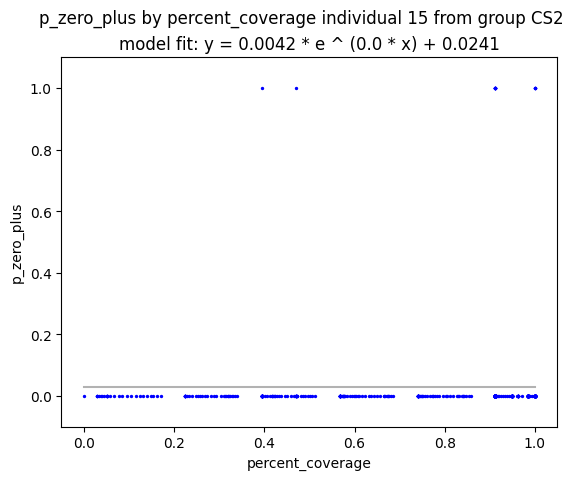 p_zero_plus by percent_coverage individual 15 from group CS2
model fit: y = 0.0042 * e ^ (0.0 * x) + 0.0241
1.0
0.8
0.6
0.4
0.2
0.0
p_zero_plus
0.0 0.2 0.4 0.6 0.8 1.0
percent_coverage